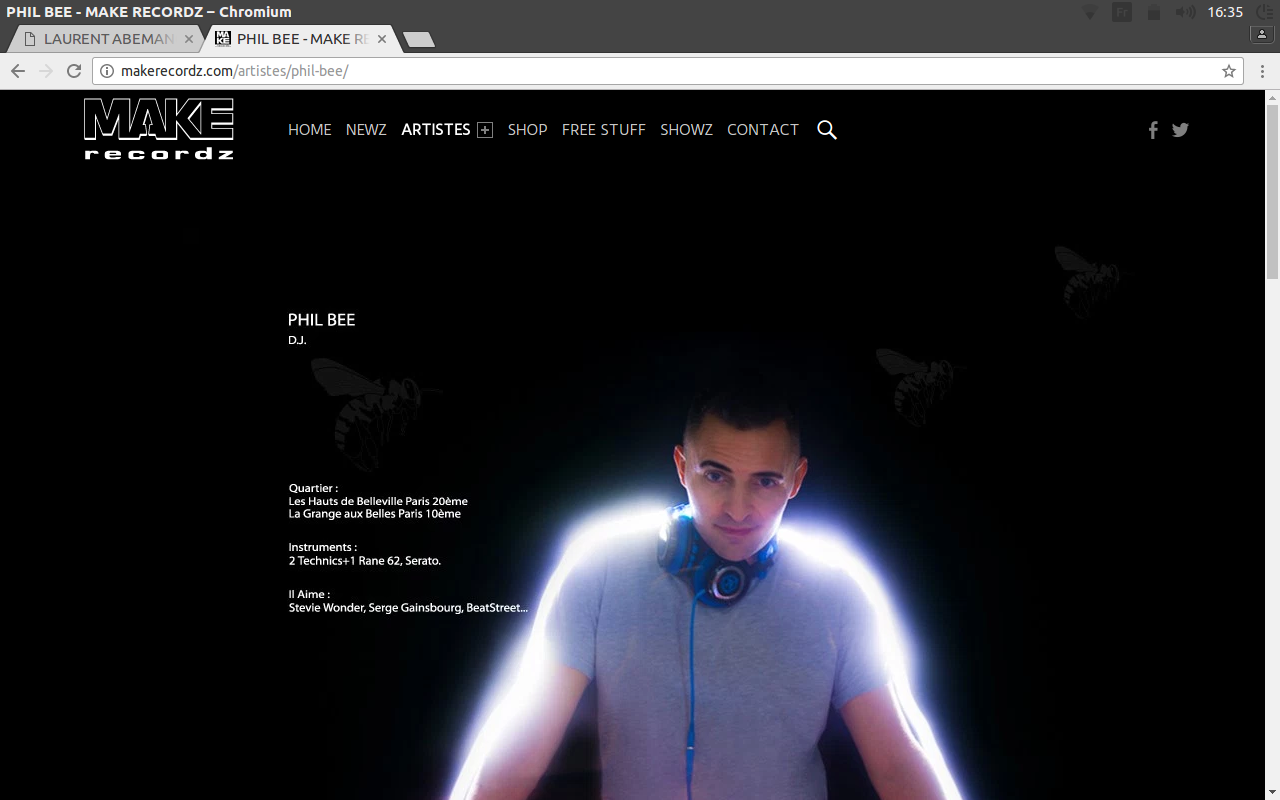 PHIL BEE - MAKE RECORDZ – Chromium
Fr 16:35
LAURENT ABEMAN
PHIL BEE - MAKE RE
makerecordz.com/artistes/phil-bee/
MAKE
recordz
HOME NEWZ ARTISTES + SHOP FREE STUFF SHOWZ CONTACT
PHIL BEE
D.J.
Quartier :
Les Hauts de Belleville Paris 20ème
La Grange aux Belles Paris 10ème
Instruments :
2 Technics+1 Rane 62, Serato.
Il Aime :
Stevie Wonder, Serge Gainsbourg, BeatStreet...